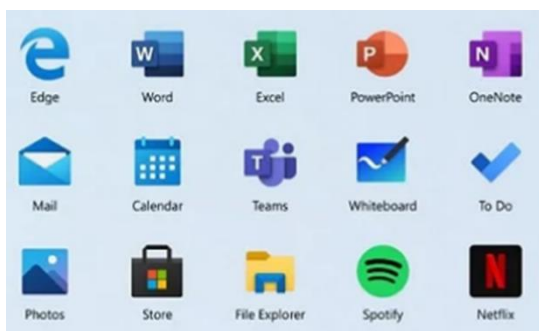 Edge Word Excel PowerPoint OneNote
Mail Calendar Teams Whiteboard To Do
Photos Store File Explorer Spotify Netflix